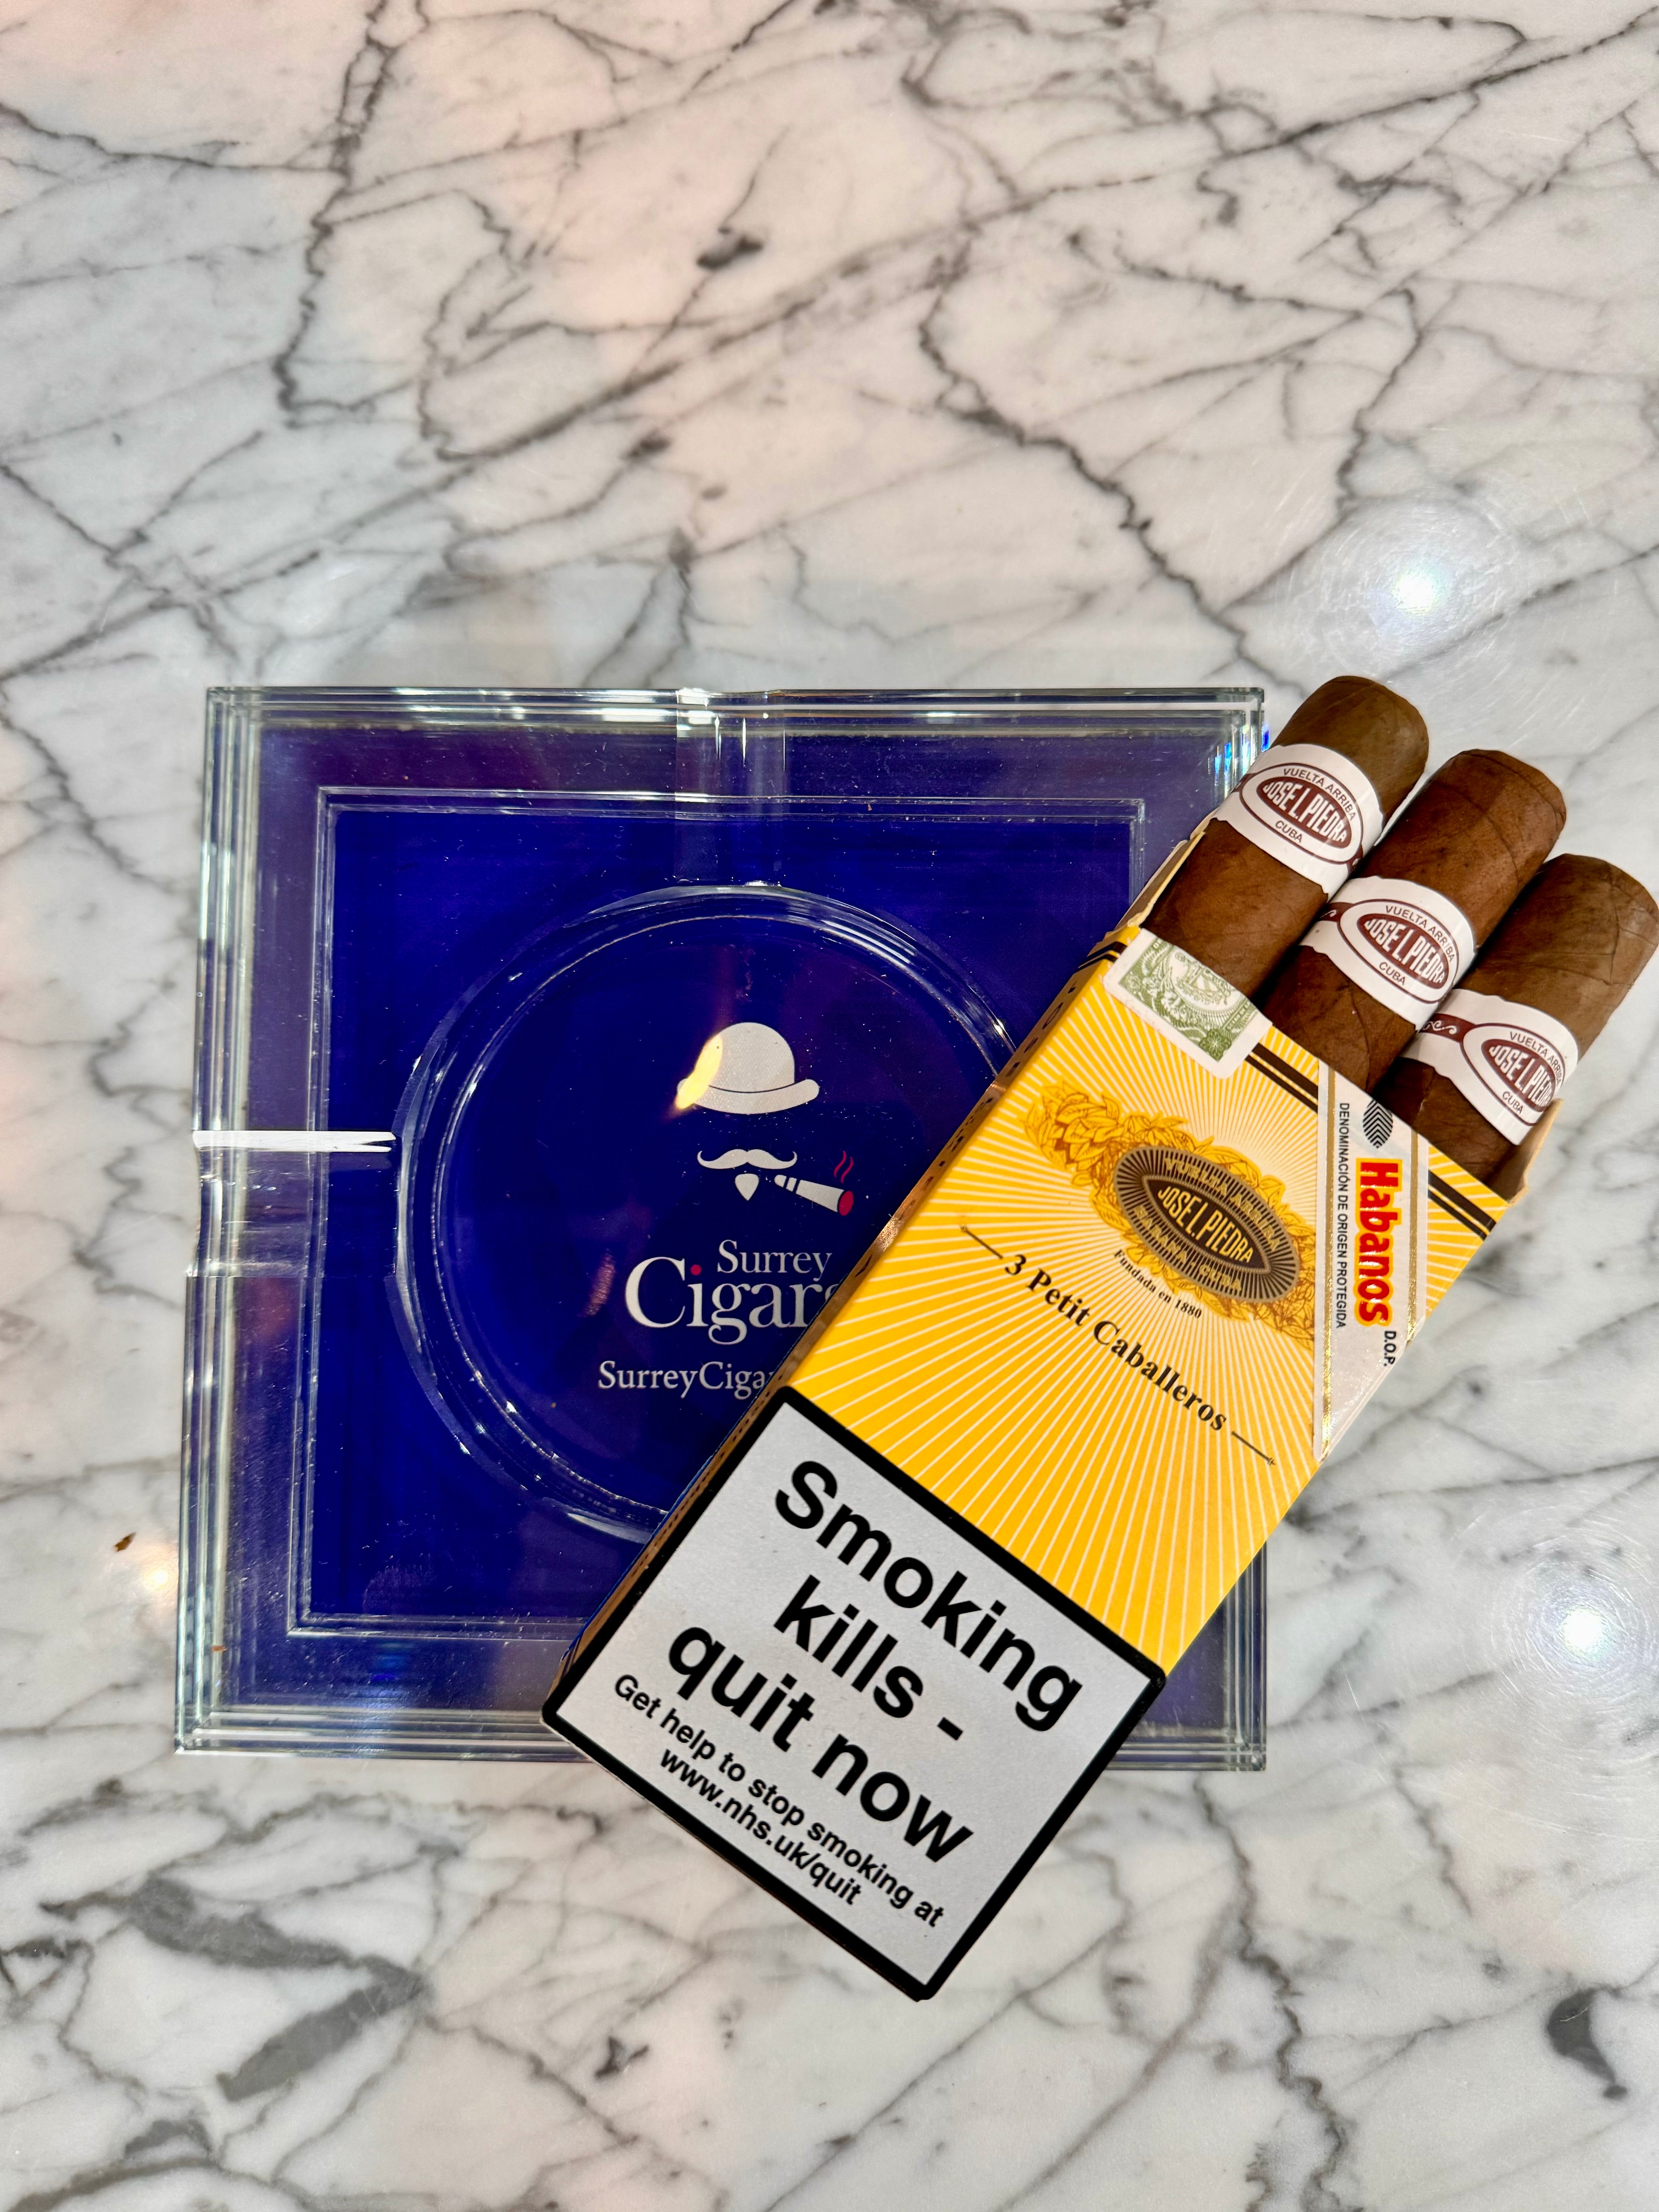 Surrey
Cigars
SurreyCiga
VUELTA ARRIBA
JOSE L. PIEDRA
CUBA
VUELTA ARRIBA
JOSE L. PIEDRA
CUBA
VUELTA ARRIBA
JOSE L. PIEDRA
CUBA
Habanos D.O.P.
DENOMINACIÓN DE ORIGEN PROTEGIDA
JOSE L. PIEDRA
Fundada en 1880
3 Petit Caballeros
Smoking
kills -
quit now
Get help to stop smoking at
www.nhs.uk/quit